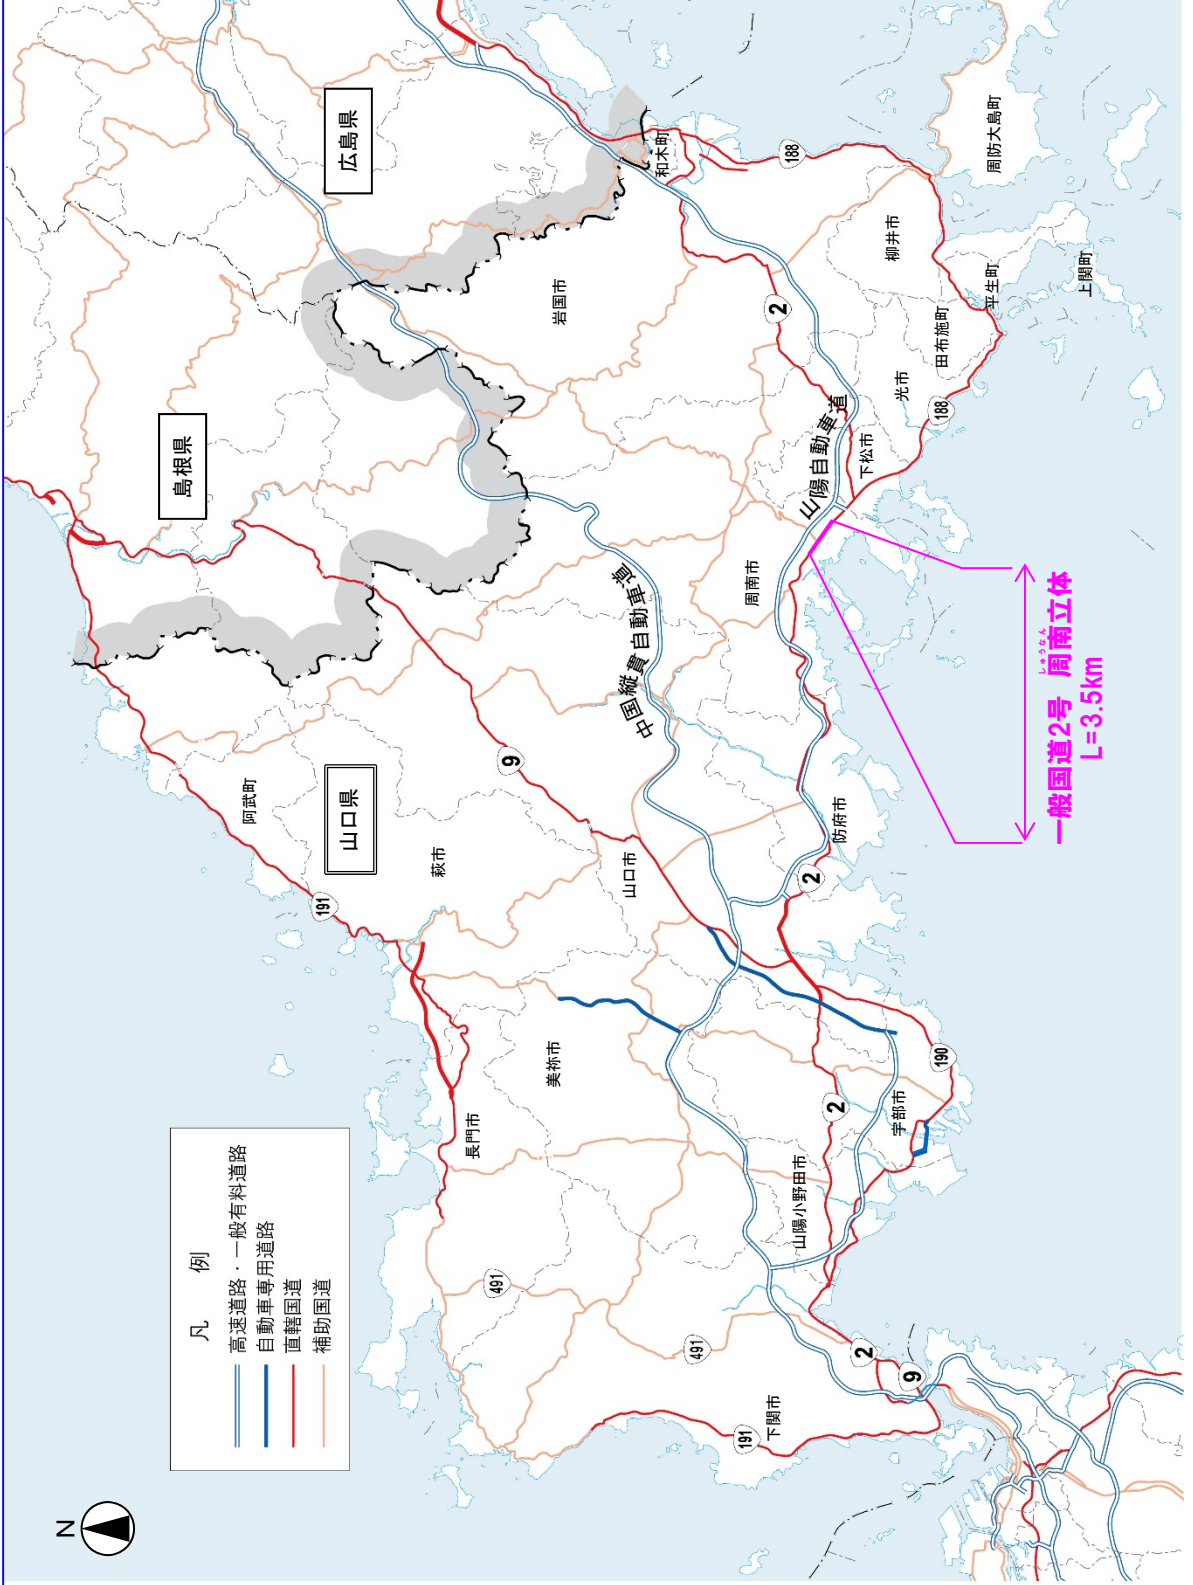 N
凡　例
高速道路・一般有料道路
自動車専用道路
直轄国道
補助国道
島根県
広島県
山口県
阿武町
萩市
長門市
美祢市
山口市
下関市
山陽小野田市
宇部市
防府市
周南市
下松市
光市
岩国市
和木町
柳井市
田布施町
平生町
上関町
周防大島町
中国縦貫自動車道
山陽自動車道
191
191
491
491
9
9
2
2
2
2
190
188
188
しゅうなん
一般国道2号 周南立体
L=3.5km